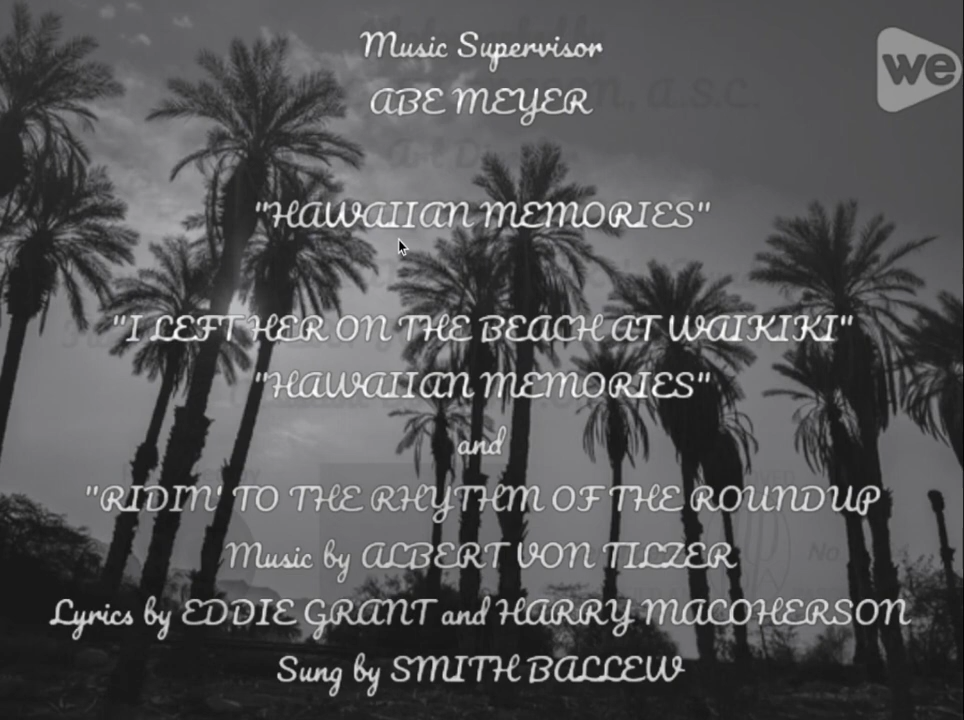 Music Supervisor
ABE MEYER
we
"HAWAIIAN MEMORIES"
"I LEFT HER ON THE BEACH AT WAIKIKI"
"HAWAIIAN MEMORIES"
and
"RIDIN' TO THE RHYTHM OF THE ROUNDUP
Music by ALBERT VON TILZER
Lyrics by EDDIE GRANT and HARRY MACOHERSON
Sung by SMITH BALLEW